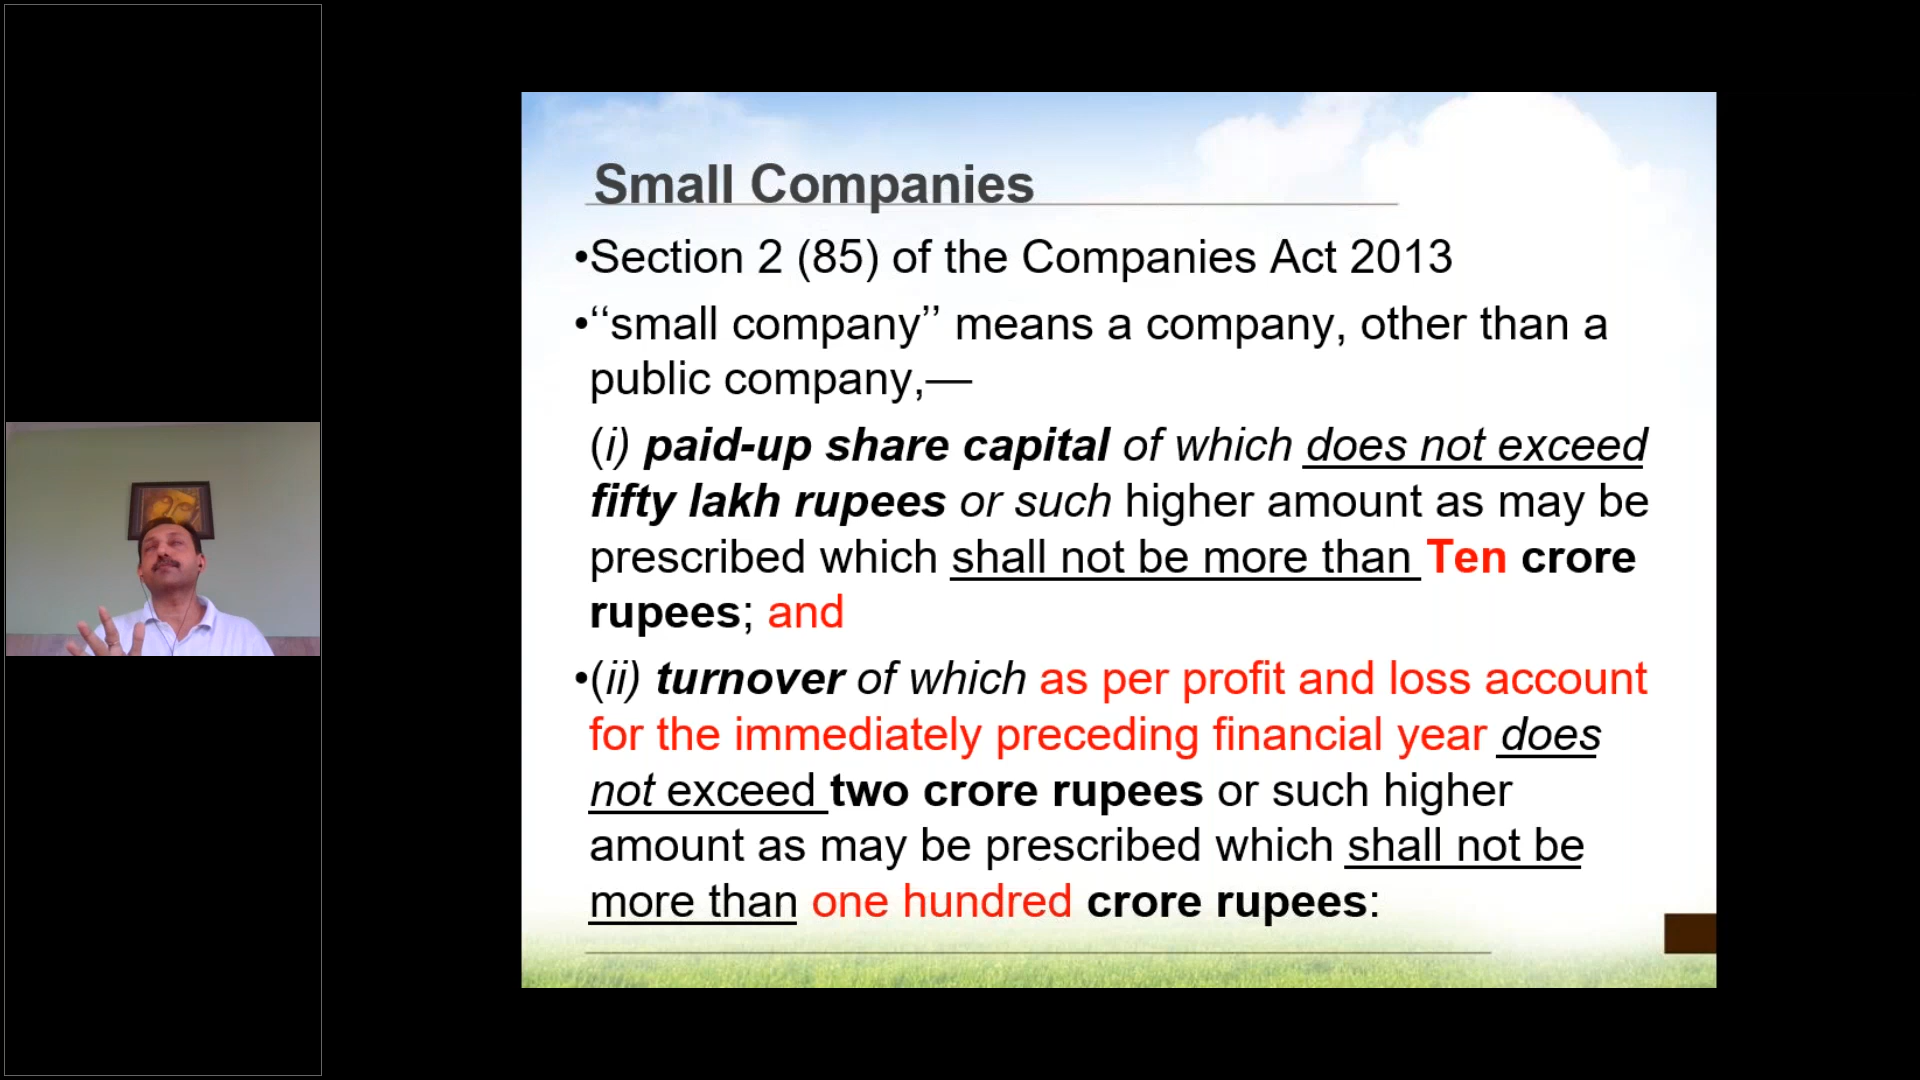 Small Companies
•Section 2 (85) of the Companies Act 2013
•‘‘small company’’ means a company, other than a
public company,—
(i) paid-up share capital of which does not exceed
fifty lakh rupees or such higher amount as may be
prescribed which shall not be more than Ten crore
rupees; and
•(ii) turnover of which as per profit and loss account
for the immediately preceding financial year does
not exceed two crore rupees or such higher
amount as may be prescribed which shall not be
more than one hundred crore rupees: